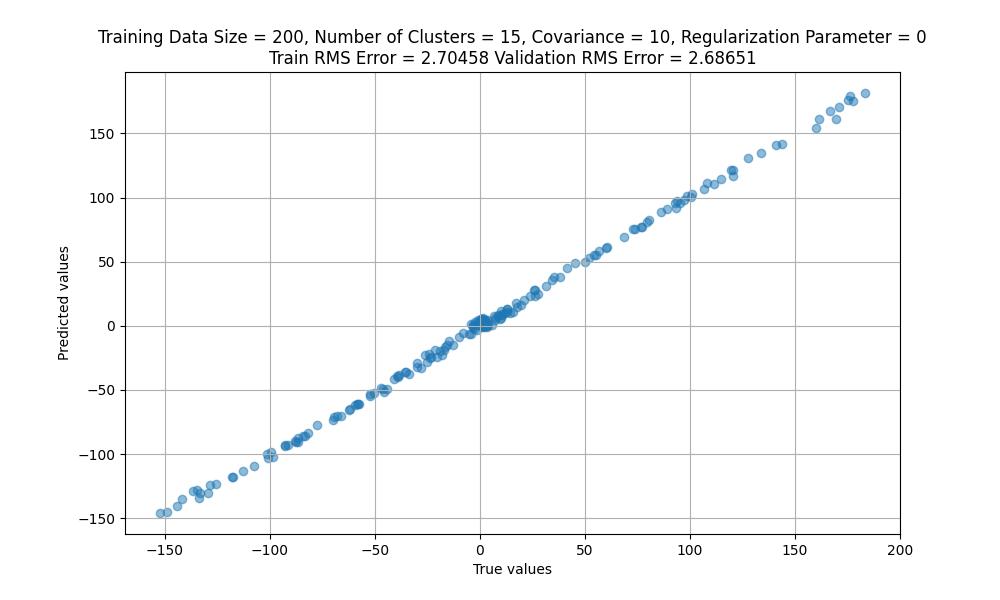 Training Data Size = 200, Number of Clusters = 15, Covariance = 10, Regularization Parameter = 0
Train RMS Error = 2.70458 Validation RMS Error = 2.68651
150
100
50
0
−50
−100
−150
Predicted values
−150 −100 −50 0 50 100 150 200
True values